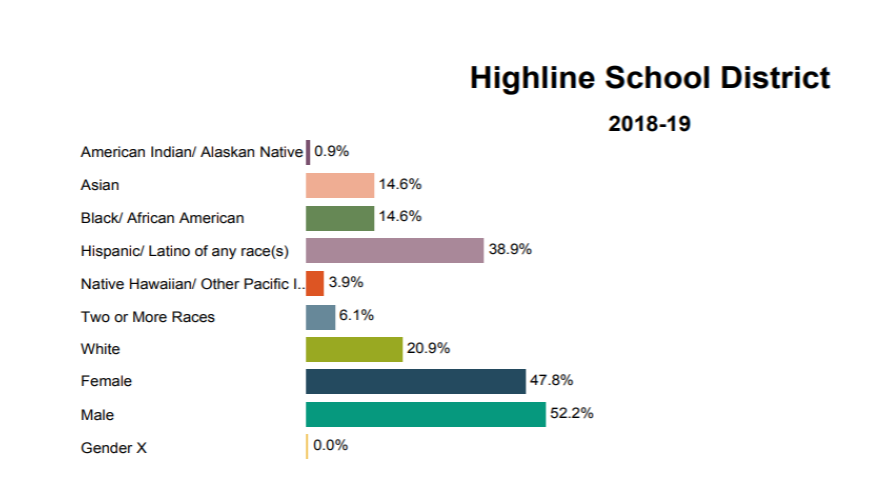 Highline School District
2018-19
American Indian/ Alaskan Native 0.9%
Asian 14.6%
Black/ African American 14.6%
Hispanic/ Latino of any race(s) 38.9%
Native Hawaiian/ Other Pacific I.. 3.9%
Two or More Races 6.1%
White 20.9%
Female 47.8%
Male 52.2%
Gender X 0.0%